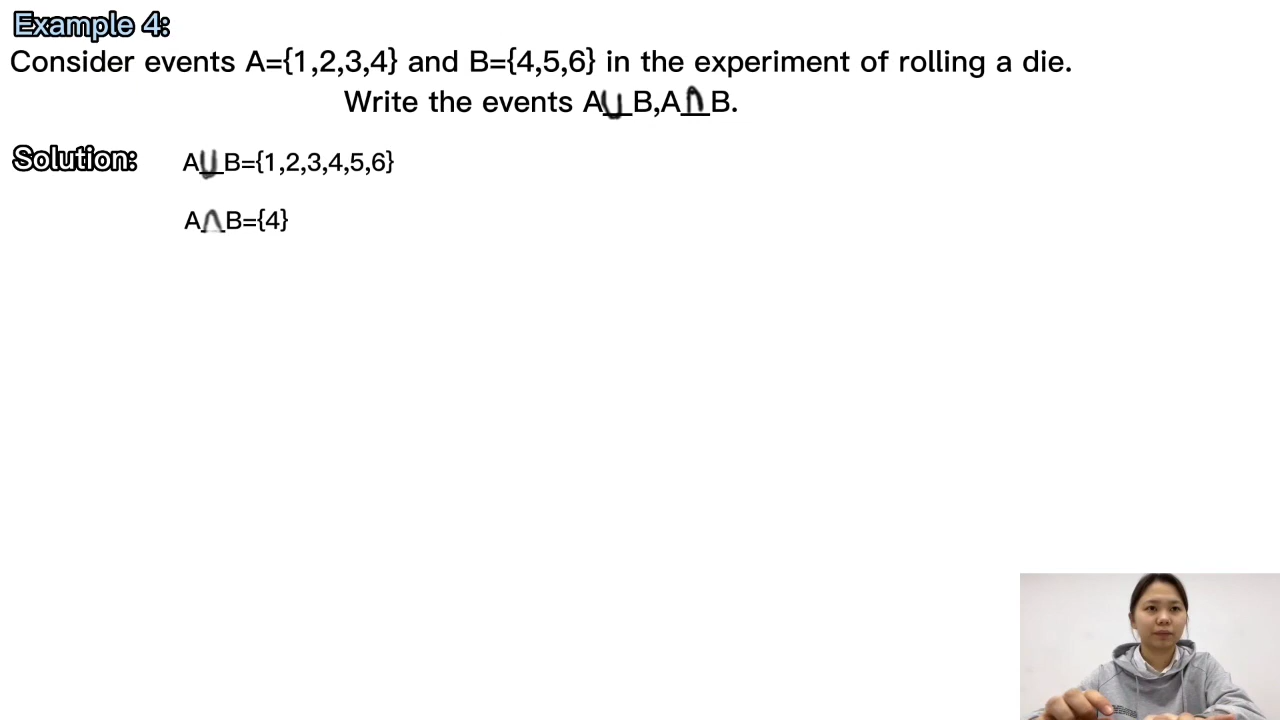 Example 4:
Consider events A={1,2,3,4} and B={4,5,6} in the experiment of rolling a die.
Write the events A∪B,A∩B.
Solution: A∪B={1,2,3,4,5,6}
A∩B={4}